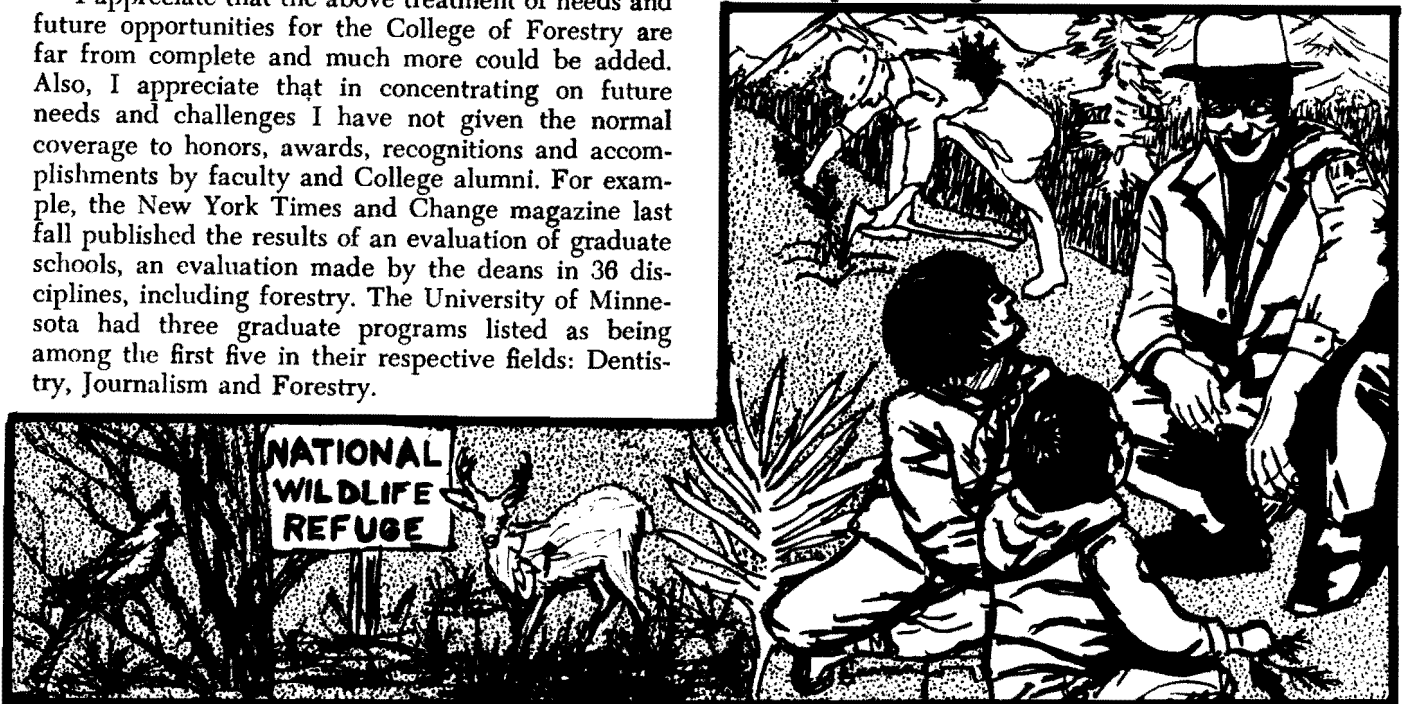 I appreciate that the above treatment of needs and
future opportunities for the College of Forestry are
far from complete and much more could be added.
Also, I appreciate that in concentrating on future
needs and challenges I have not given the normal
coverage to honors, awards, recognitions and accom-
plishments by faculty and College alumni. For exam-
ple, the New York Times and Change magazine last
fall published the results of an evaluation of graduate
schools, an evaluation made by the deans in 36 dis-
ciplines, including forestry. The University of Minne-
sota had three graduate programs listed as being
among the first five in their respective fields: Dentis-
try, Journalism and Forestry.
NATIONAL
WILDLIFE
REFUGE